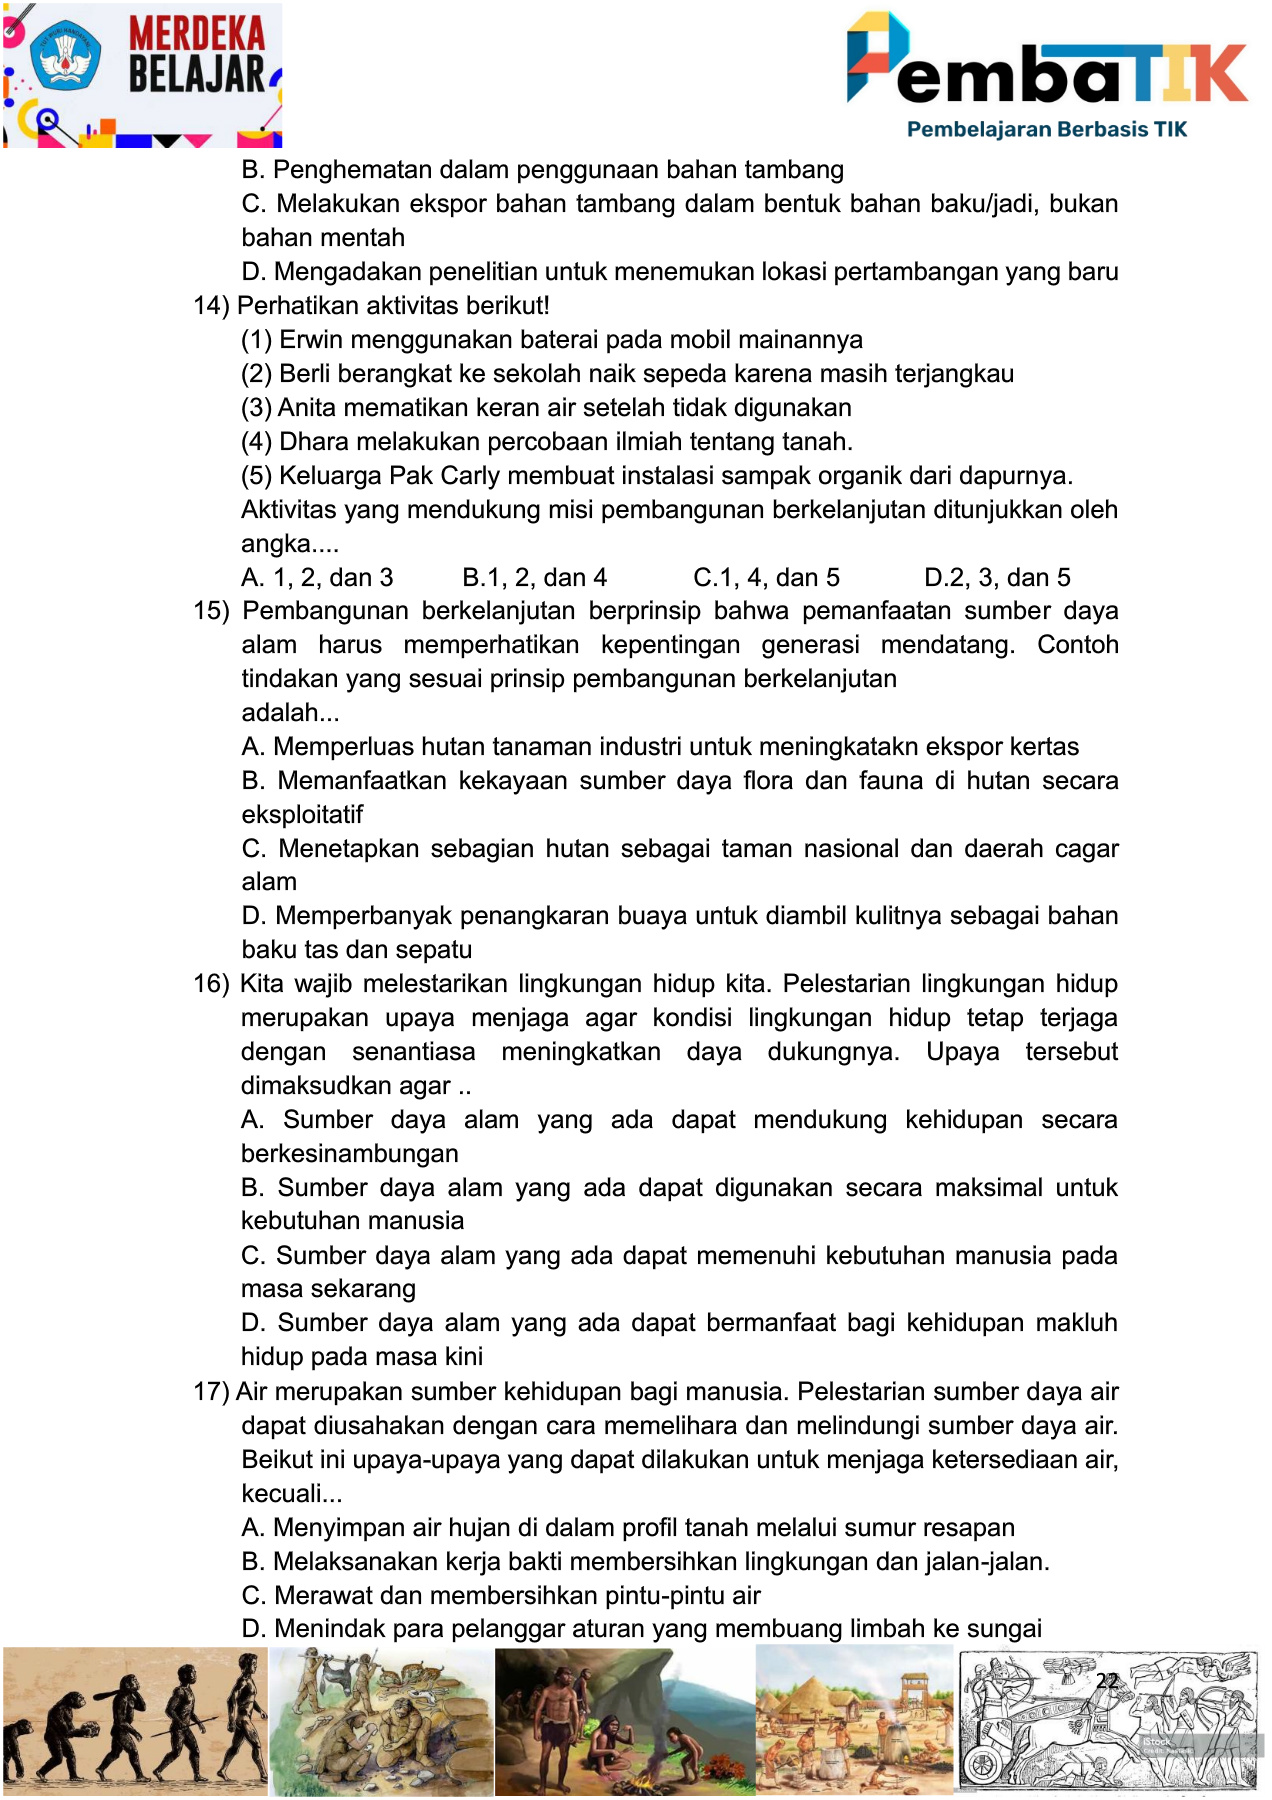 MERDEKA
BELAJAR
PembaTIK
Pembelajaran Berbasis TIK
B. Penghematan dalam penggunaan bahan tambang
C. Melakukan ekspor bahan tambang dalam bentuk bahan baku/jadi, bukan
bahan mentah
D. Mengadakan penelitian untuk menemukan lokasi pertambangan yang baru
14) Perhatikan aktivitas berikut!
(1) Erwin menggunakan baterai pada mobil mainannya
(2) Berli berangkat ke sekolah naik sepeda karena masih terjangkau
(3) Anita mematikan keran air setelah tidak digunakan
(4) Dhara melakukan percobaan ilmiah tentang tanah.
(5) Keluarga Pak Carly membuat instalasi sampak organik dari dapurnya.
Aktivitas yang mendukung misi pembangunan berkelanjutan ditunjukkan oleh
angka....
A. 1, 2, dan 3 B.1, 2, dan 4 C.1, 4, dan 5 D.2, 3, dan 5
15) Pembangunan berkelanjutan berprinsip bahwa pemanfaatan sumber daya
alam harus memperhatikan kepentingan generasi mendatang. Contoh
tindakan yang sesuai prinsip pembangunan berkelanjutan
adalah...
A. Memperluas hutan tanaman industri untuk meningkatakn ekspor kertas
B. Memanfaatkan kekayaan sumber daya flora dan fauna di hutan secara
eksploitatif
C. Menetapkan sebagian hutan sebagai taman nasional dan daerah cagar
alam
D. Memperbanyak penangkaran buaya untuk diambil kulitnya sebagai bahan
baku tas dan sepatu
16) Kita wajib melestarikan lingkungan hidup kita. Pelestarian lingkungan hidup
merupakan upaya menjaga agar kondisi lingkungan hidup tetap terjaga
dengan senantiasa meningkatkan daya dukungnya. Upaya tersebut
dimaksudkan agar ..
A. Sumber daya alam yang ada dapat mendukung kehidupan secara
berkesinambungan
B. Sumber daya alam yang ada dapat digunakan secara maksimal untuk
kebutuhan manusia
C. Sumber daya alam yang ada dapat memenuhi kebutuhan manusia pada
masa sekarang
D. Sumber daya alam yang ada dapat bermanfaat bagi kehidupan makluh
hidup pada masa kini
17) Air merupakan sumber kehidupan bagi manusia. Pelestarian sumber daya air
dapat diusahakan dengan cara memelihara dan melindungi sumber daya air.
Beikut ini upaya-upaya yang dapat dilakukan untuk menjaga ketersediaan air,
kecuali...
A. Menyimpan air hujan di dalam profil tanah melalui sumur resapan
B. Melaksanakan kerja bakti membersihkan lingkungan dan jalan-jalan.
C. Merawat dan membersihkan pintu-pintu air
D. Menindak para pelanggar aturan yang membuang limbah ke sungai
22
iStock